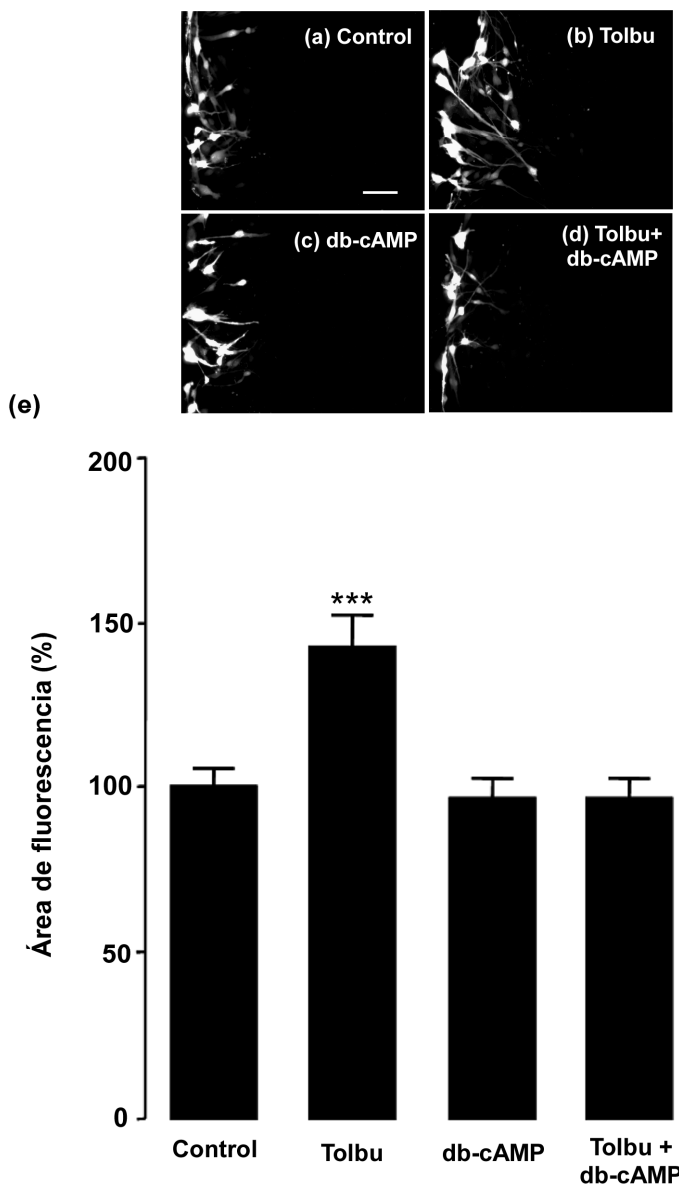 (a) Control
(b) Tolbu
(c) db-cAMP
(d) Tolbu+
db-cAMP
(e)
200
150
100
50
0
Área de fluorescencia (%)
***
Control
Tolbu
db-cAMP
Tolbu +
db-cAMP